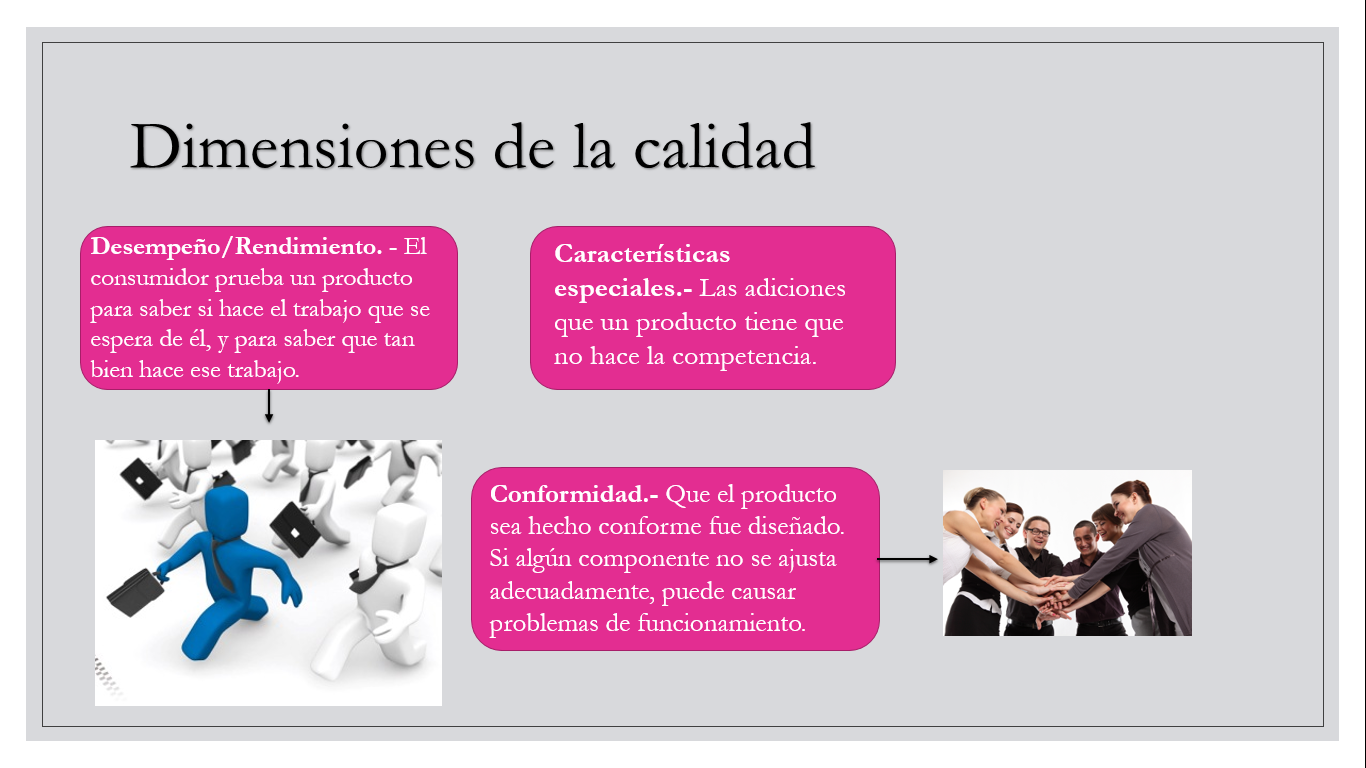 Dimensiones de la calidad
Desempeño/Rendimiento. - El
consumidor prueba un producto
para saber si hace el trabajo que se
espera de él, y para saber que tan
bien hace ese trabajo.
Características
especiales.- Las adiciones
que un producto tiene que
no hace la competencia.
Conformidad.- Que el producto
sea hecho conforme fue diseñado.
Si algún componente no se ajusta
adecuadamente, puede causar
problemas de funcionamiento.